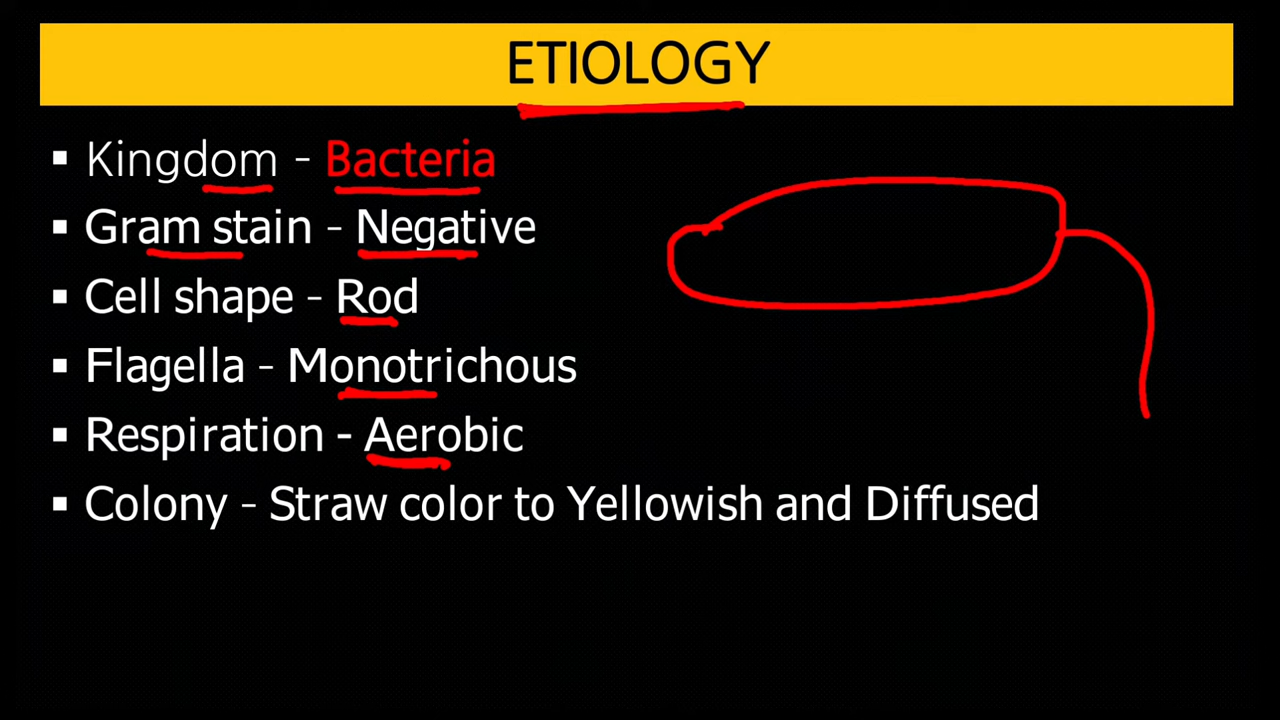 ETIOLOGY
▪ Kingdom - Bacteria
▪ Gram stain - Negative
▪ Cell shape - Rod
▪ Flagella - Monotrichous
▪ Respiration - Aerobic
▪ Colony - Straw color to Yellowish and Diffused